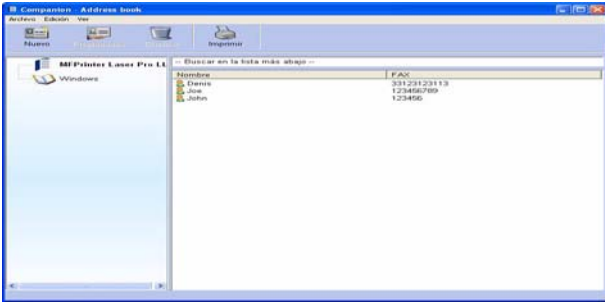 Companion - Address book
Archivo Edición Ver
Nuevo Imprimir
MFPrinter Laser Pro LL
Windows
-- Buscar en la lista más abajo --
Nombre FAX
Denis 33123123113
Joe 123456789
John 123456